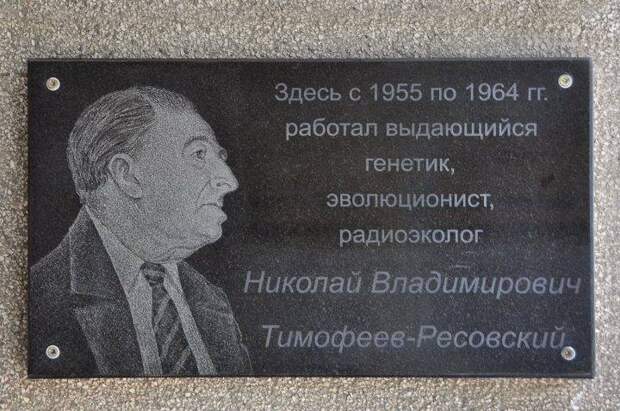 Здесь с 1955 по 1964 гг.
работал выдающийся
генетик,
эволюционист,
радиоэколог
Николай Владимирович
Тимофеев-Ресовский